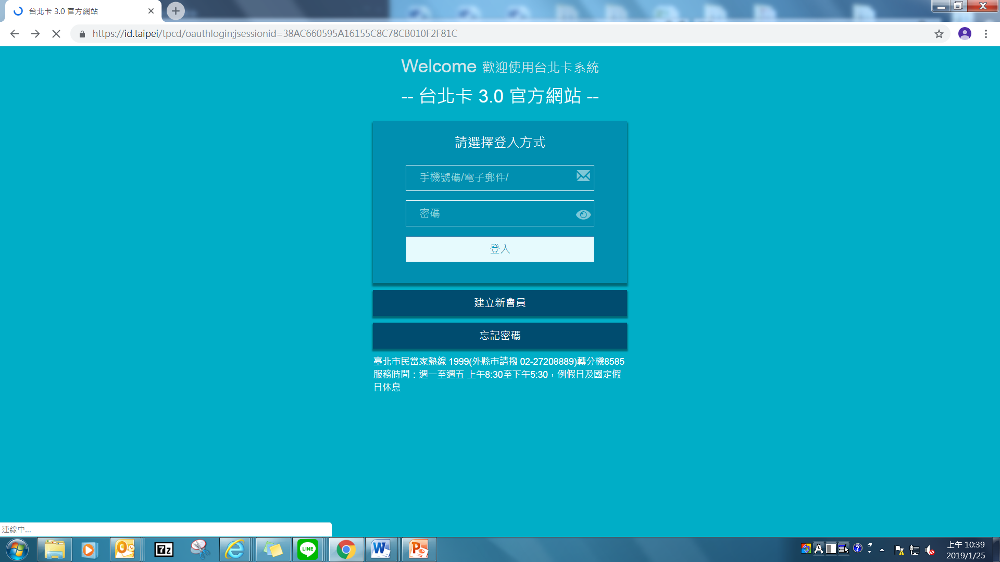 台北卡 3.0 官方網站
https://id.taipei/tpcd/oauthlogin;jsessionid=38AC660595A16155C8C78CB010F2F81C
Welcome 歡迎使用台北卡系統
-- 台北卡 3.0 官方網站 --
請選擇登入方式
手機號碼/電子郵件/
密碼
登入
建立新會員
忘記密碼
臺北市民當家熱線 1999(外縣市請撥 02-27208889)轉分機8585
服務時間：週一至週五 上午8:30至下午5:30，例假日及國定假
日休息
連線中...
7z
LINE
上午 10:39
2019/1/25